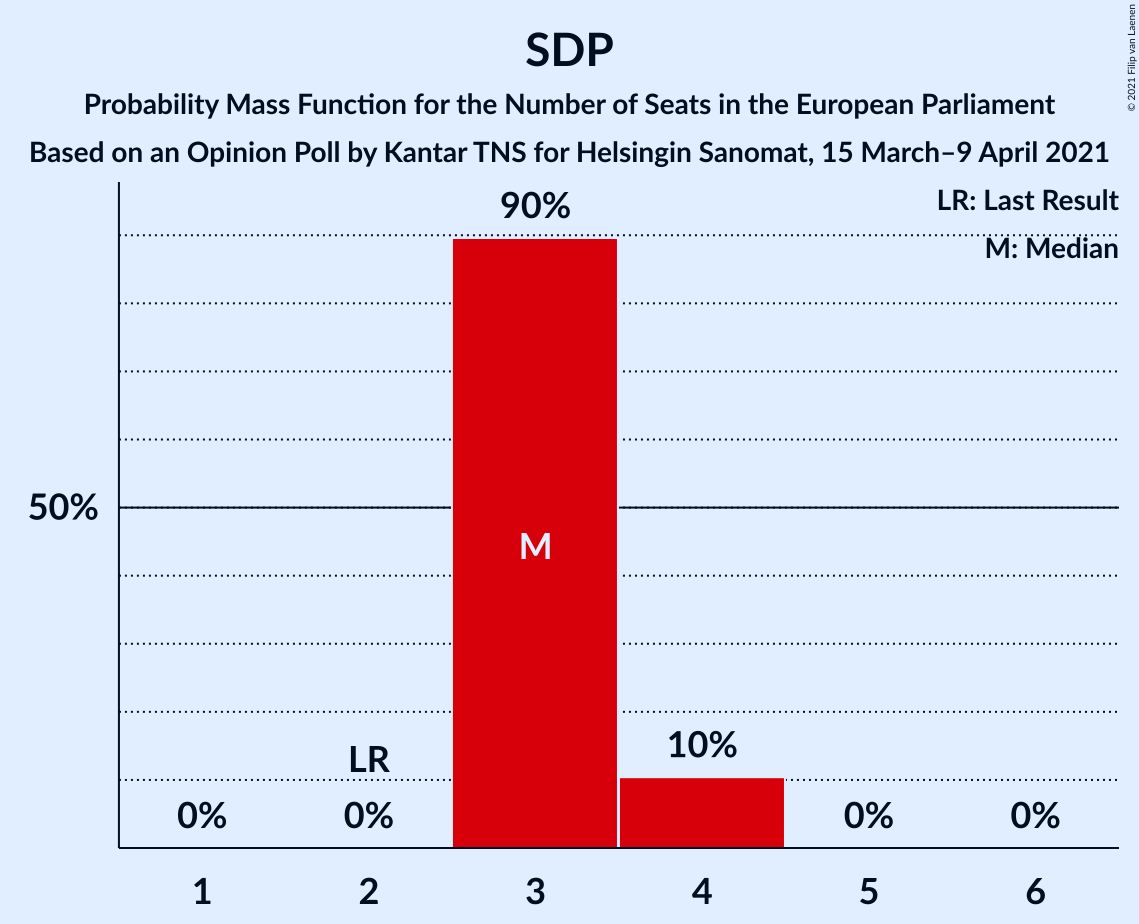 SDP
Probability Mass Function for the Number of Seats in the European Parliament
Based on an Opinion Poll by Kantar TNS for Helsingin Sanomat, 15 March–9 April 2021
© 2021 Filip van Laenen
LR: Last Result
M: Median
90%
50%
M
LR
10%
0% 0% 0% 0%
1 2 3 4 5 6